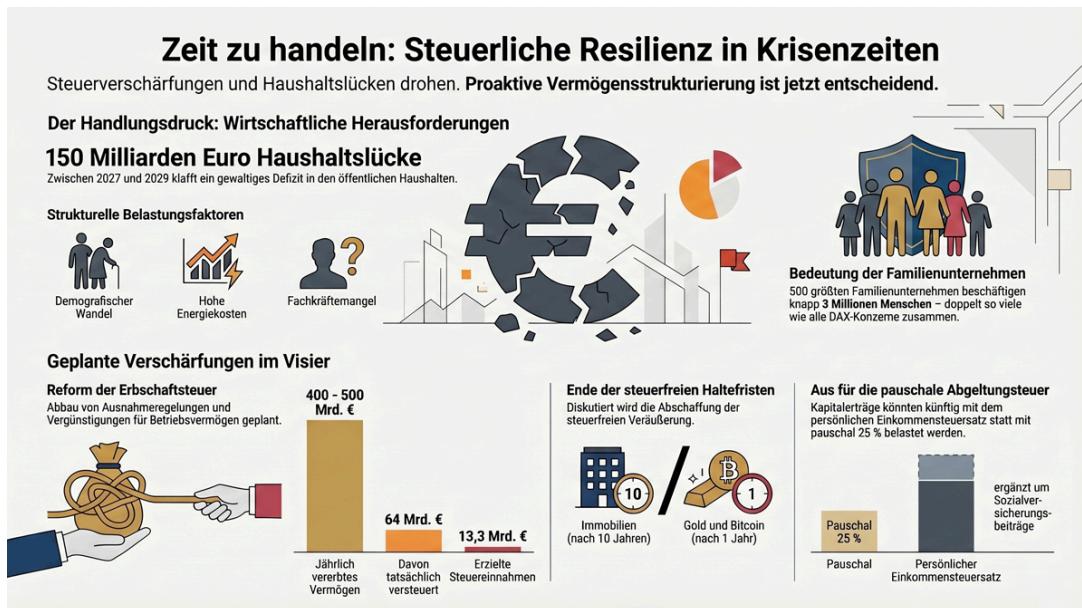 Zeit zu handeln: Steuerliche Resilienz in Krisenzeiten
Steuerverschärfungen und Haushaltslücken drohen. Proaktive Vermögensstrukturierung ist jetzt entscheidend.
Der Handlungsdruck: Wirtschaftliche Herausforderungen
150 Milliarden Euro Haushaltslücke
Zwischen 2027 und 2029 klafft ein gewaltiges Defizit in den öffentlichen Haushalten.
Strukturelle Belastungsfaktoren
Demografischer
Wandel
Hohe
Energiekosten
?
Fachkräftemangel
€
Bedeutung der Familienunternehmen
500 größten Familienunternehmen beschäftigen
knapp 3 Millionen Menschen – doppelt so viele
wie alle DAX-Konzeme zusammen.
Geplante Verschärfungen im Visier
Reform der Erbschaftsteuer
Abbau von Ausnahmeregelungen und
Vergünstigungen für Betriebsvermögen geplant.
400 - 500
Mrd. €
64 Mrd. €
13,3 Mrd. €
Jährlich
vererbtes
Vermögen
Davon
tatsächlich
versteuert
Erzielte
Steuereinnahmen
Ende der steuerfreien Haltefristen
Diskutiert wird die Abschaffung der
steuerfreien Veräußerung.
10
/
₿
1
Immobilien
(nach 10 Jahren)
Gold und Bitcoin
(nach 1 Jahr)
Aus für die pauschale Abgeltungsteuer
Kapitalerträge könnten künftig mit dem
persönlichen Einkommensteuersatz statt mit
pauschal 25 % belastet werden.
Pauschal
25 %
ergänzt um
Sozialver-
sicherungs-
beiträge
Pauschal
Persönlicher
Einkommensteuersatz